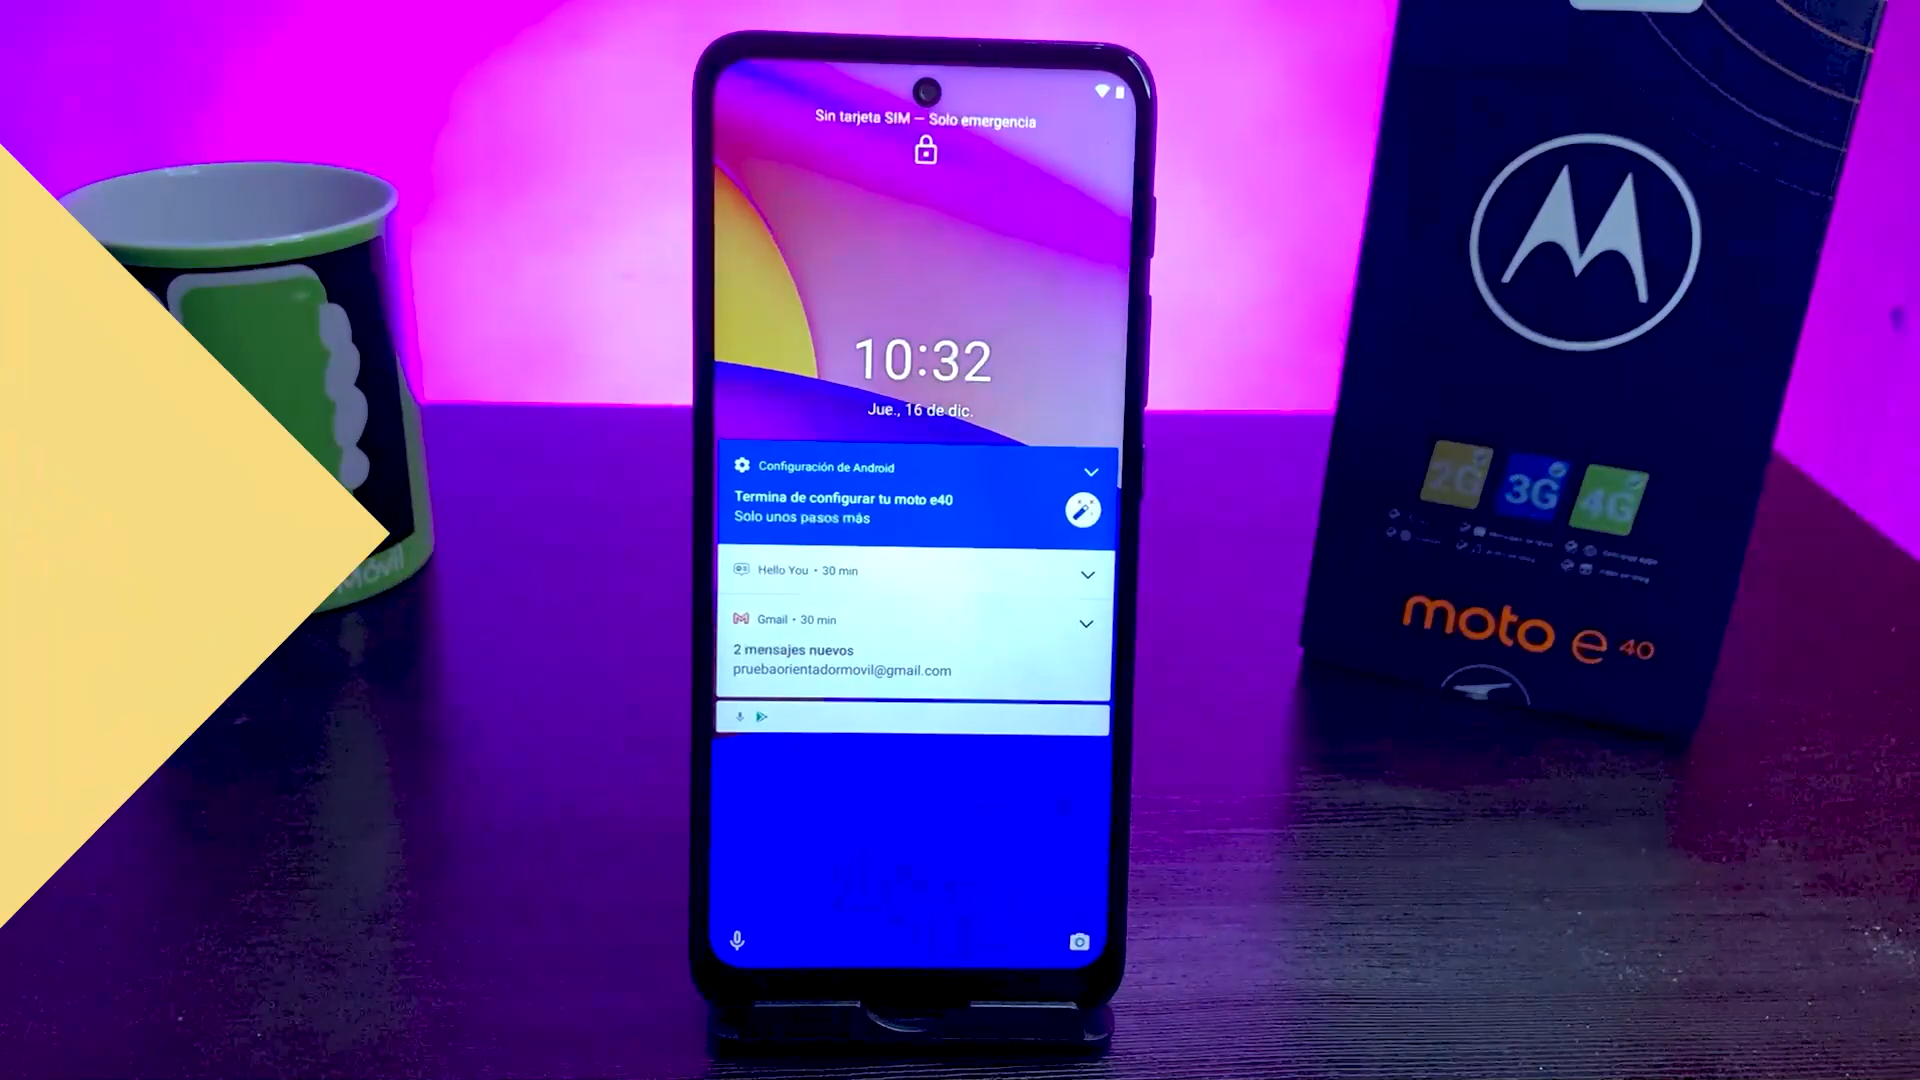 Sin tarjeta SIM — Solo emergencia
10:32
Jue., 16 de dic.
Configuración de Android
Termina de configurar tu moto e40
Solo unos pasos más
Hello You • 30 min
Gmail • 30 min
2 mensajes nuevos
pruebaorientadormovil@gmail.com
Móvil
2G
3G
4G
moto e40